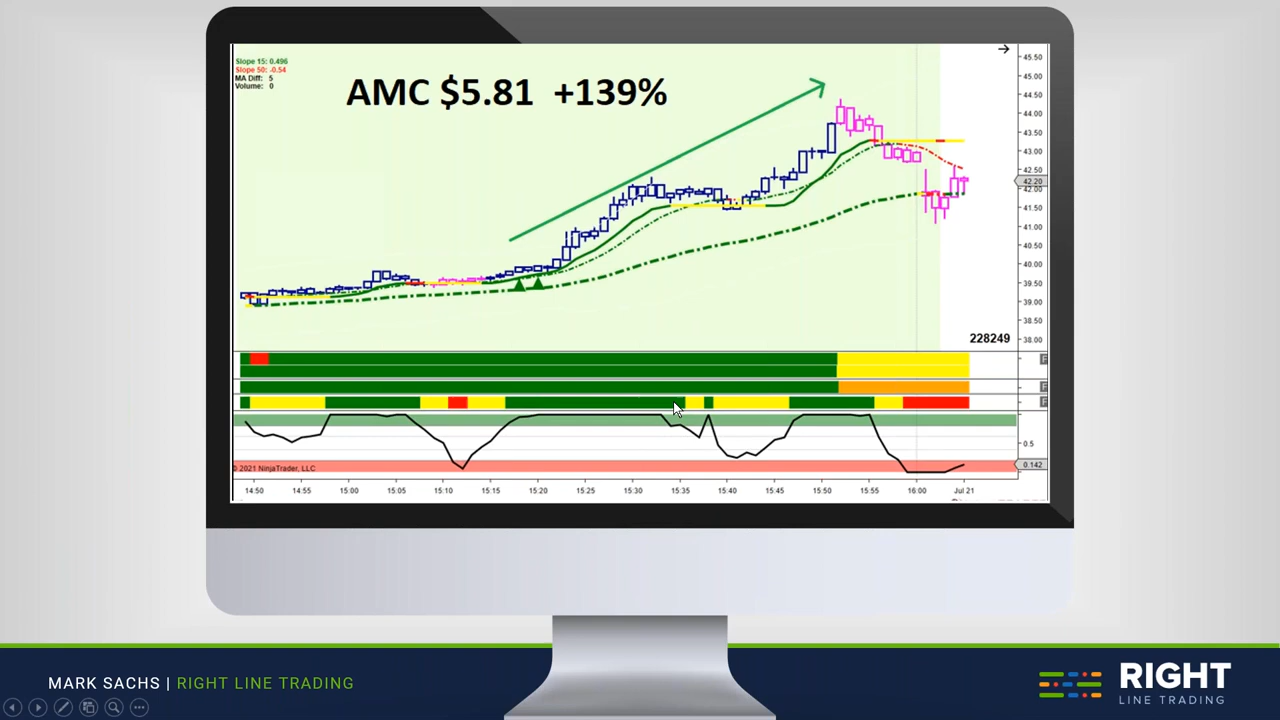 Slope 15: 0.496
Slope 50: -0.54
MA Diff: 5
Volume: 0
AMC $5.81 +139%
45.50
45.00
44.50
44.00
43.50
43.00
42.50
42.20
42.00
41.50
41.00
40.50
40.00
39.50
39.00
38.50
38.00
228249
F
F
F
0.5
0.142
© 2021 NinjaTrader, LLC
14:50 14:55 15:00 15:05 15:10 15:15 15:20 15:25 15:30 15:35 15:40 15:45 15:50 15:55 16:00 Jul 21
MARK SACHS | RIGHT LINE TRADING
RIGHT
LINE TRADING